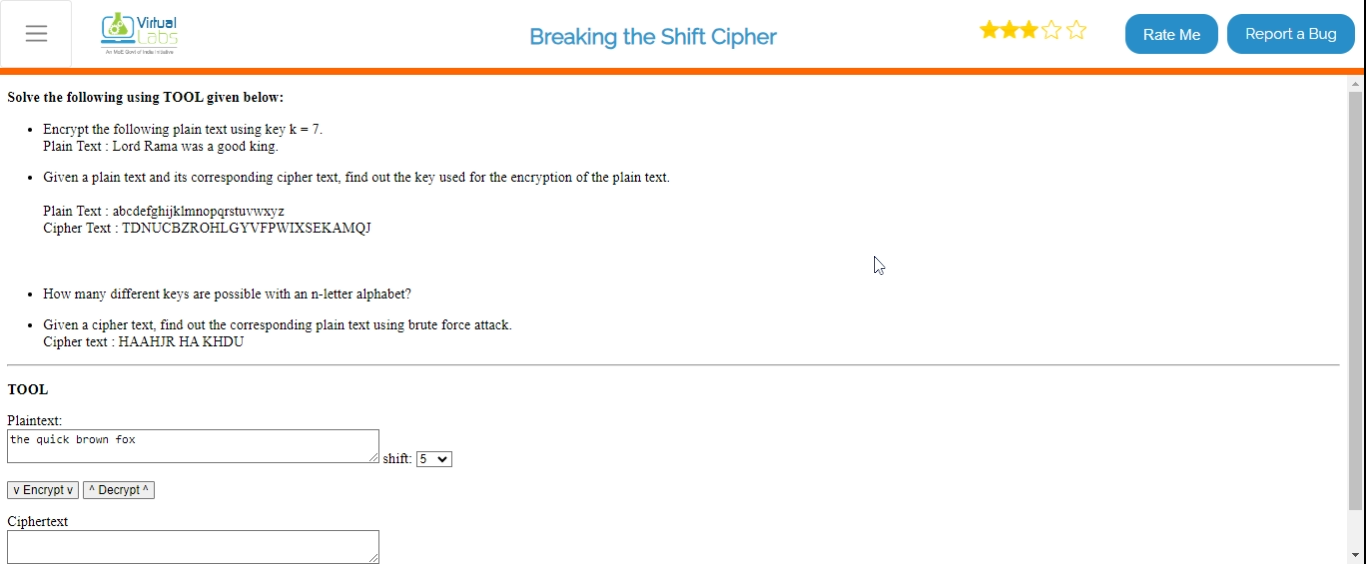 Virtual
Labs
An MoE Govt of India Initiative
Breaking the Shift Cipher
Rate Me
Report a Bug
Solve the following using TOOL given below:
• Encrypt the following plain text using key k = 7.
Plain Text : Lord Rama was a good king.
• Given a plain text and its corresponding cipher text, find out the key used for the encryption of the plain text.
Plain Text : abcdefghijklmnopqrstuvwxyz
Cipher Text : TDNUCBZROHLGYVFPWIXSEKAMQJ
• How many different keys are possible with an n-letter alphabet?
• Given a cipher text, find out the corresponding plain text using brute force attack.
Cipher text : HAAHJR HA KHDU
TOOL
Plaintext:
the quick brown fox
shift: 5
v Encrypt v ^ Decrypt ^
Ciphertext